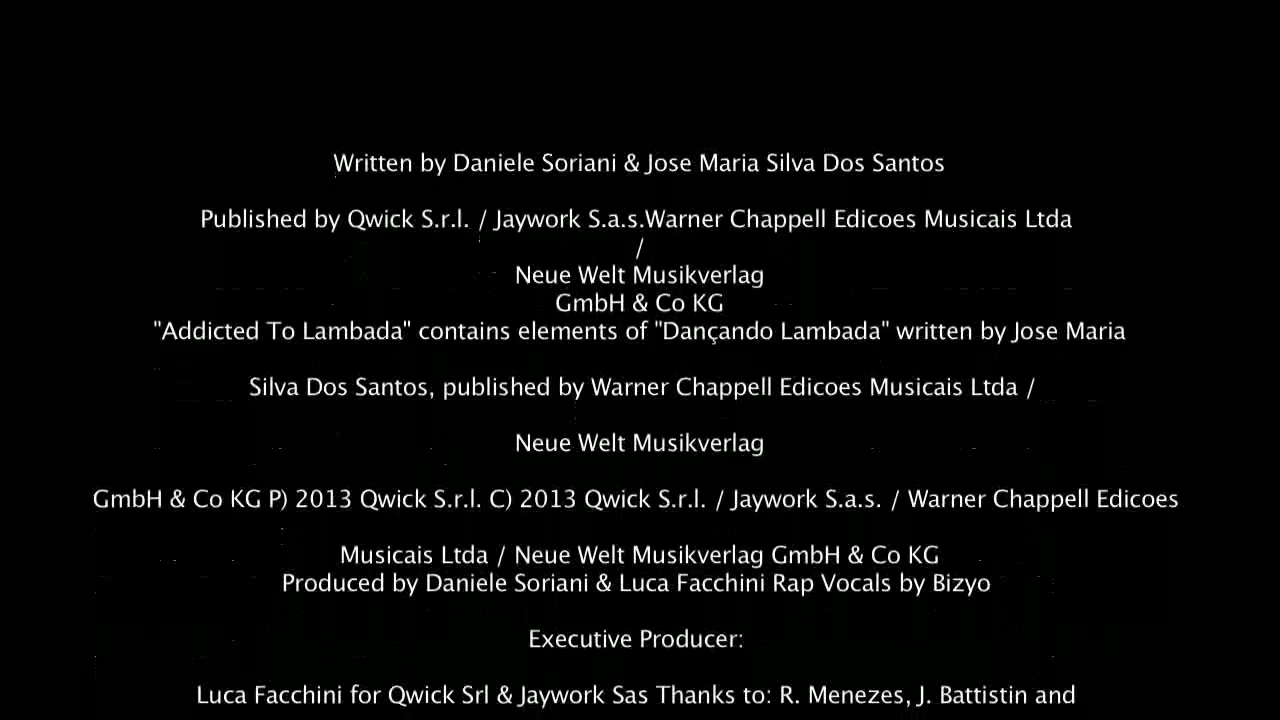 Written by Daniele Soriani & Jose Maria Silva Dos Santos
Published by Qwick S.r.l. / Jaywork S.a.s.Warner Chappell Edicoes Musicais Ltda
/
Neue Welt Musikverlag
GmbH & Co KG
"Addicted To Lambada" contains elements of "Dançando Lambada" written by Jose Maria
Silva Dos Santos, published by Warner Chappell Edicoes Musicais Ltda /
Neue Welt Musikverlag
GmbH & Co KG P) 2013 Qwick S.r.l. C) 2013 Qwick S.r.l. / Jaywork S.a.s. / Warner Chappell Edicoes
Musicais Ltda / Neue Welt Musikverlag GmbH & Co KG
Produced by Daniele Soriani & Luca Facchini Rap Vocals by Bizyo
Executive Producer:
Luca Facchini for Qwick Srl & Jaywork Sas Thanks to: R. Menezes, J. Battistin and